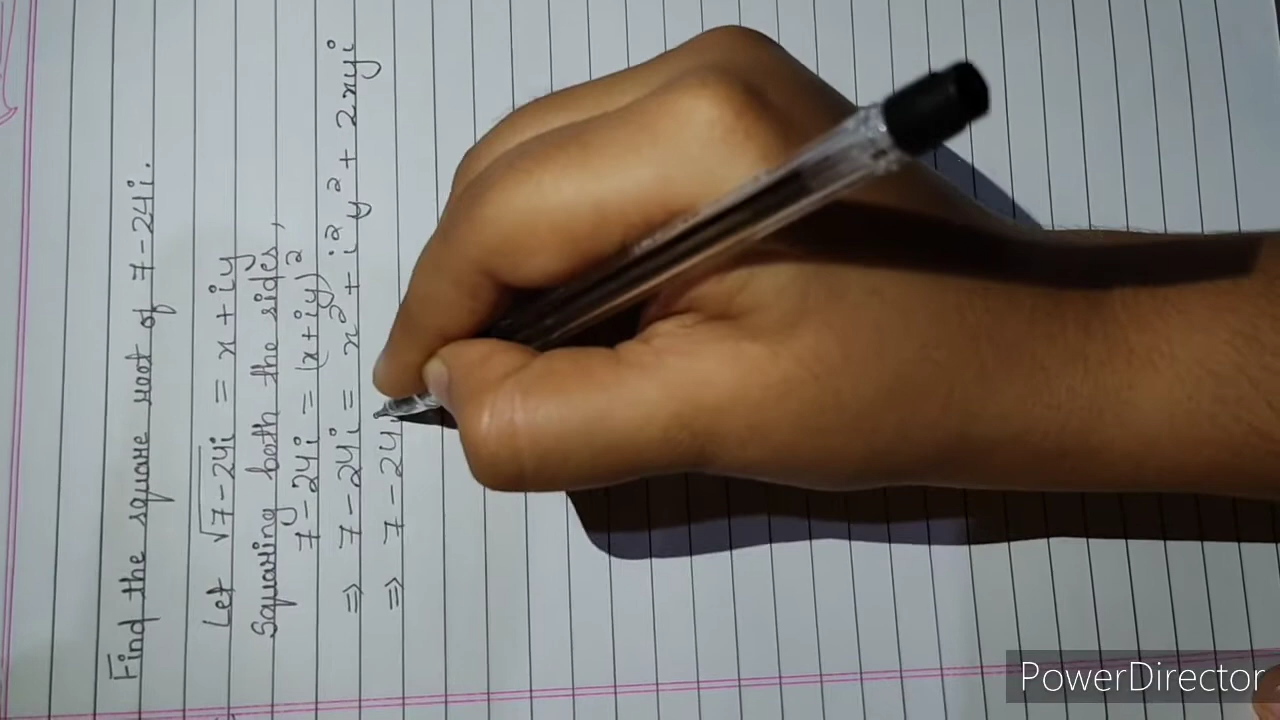 Find the square root of 7-24i.
Let √7-24i = x+iy
Squaring both the sides,
7-24i = (x+iy)²
⇒ 7-24i = x²+i²y²+2xyi
⇒ 7-24
PowerDirector